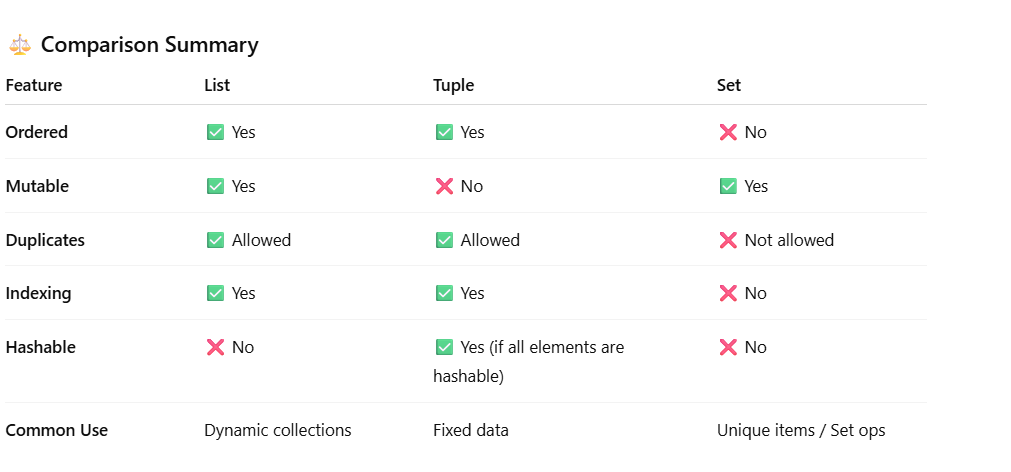 ⚖️ Comparison Summary
Feature List Tuple Set
Ordered ✅ Yes ✅ Yes ❌ No
Mutable ✅ Yes ❌ No ✅ Yes
Duplicates ✅ Allowed ✅ Allowed ❌ Not allowed
Indexing ✅ Yes ✅ Yes ❌ No
Hashable ❌ No ✅ Yes (if all elements are ❌ No
hashable)
Common Use Dynamic collections Fixed data Unique items / Set ops